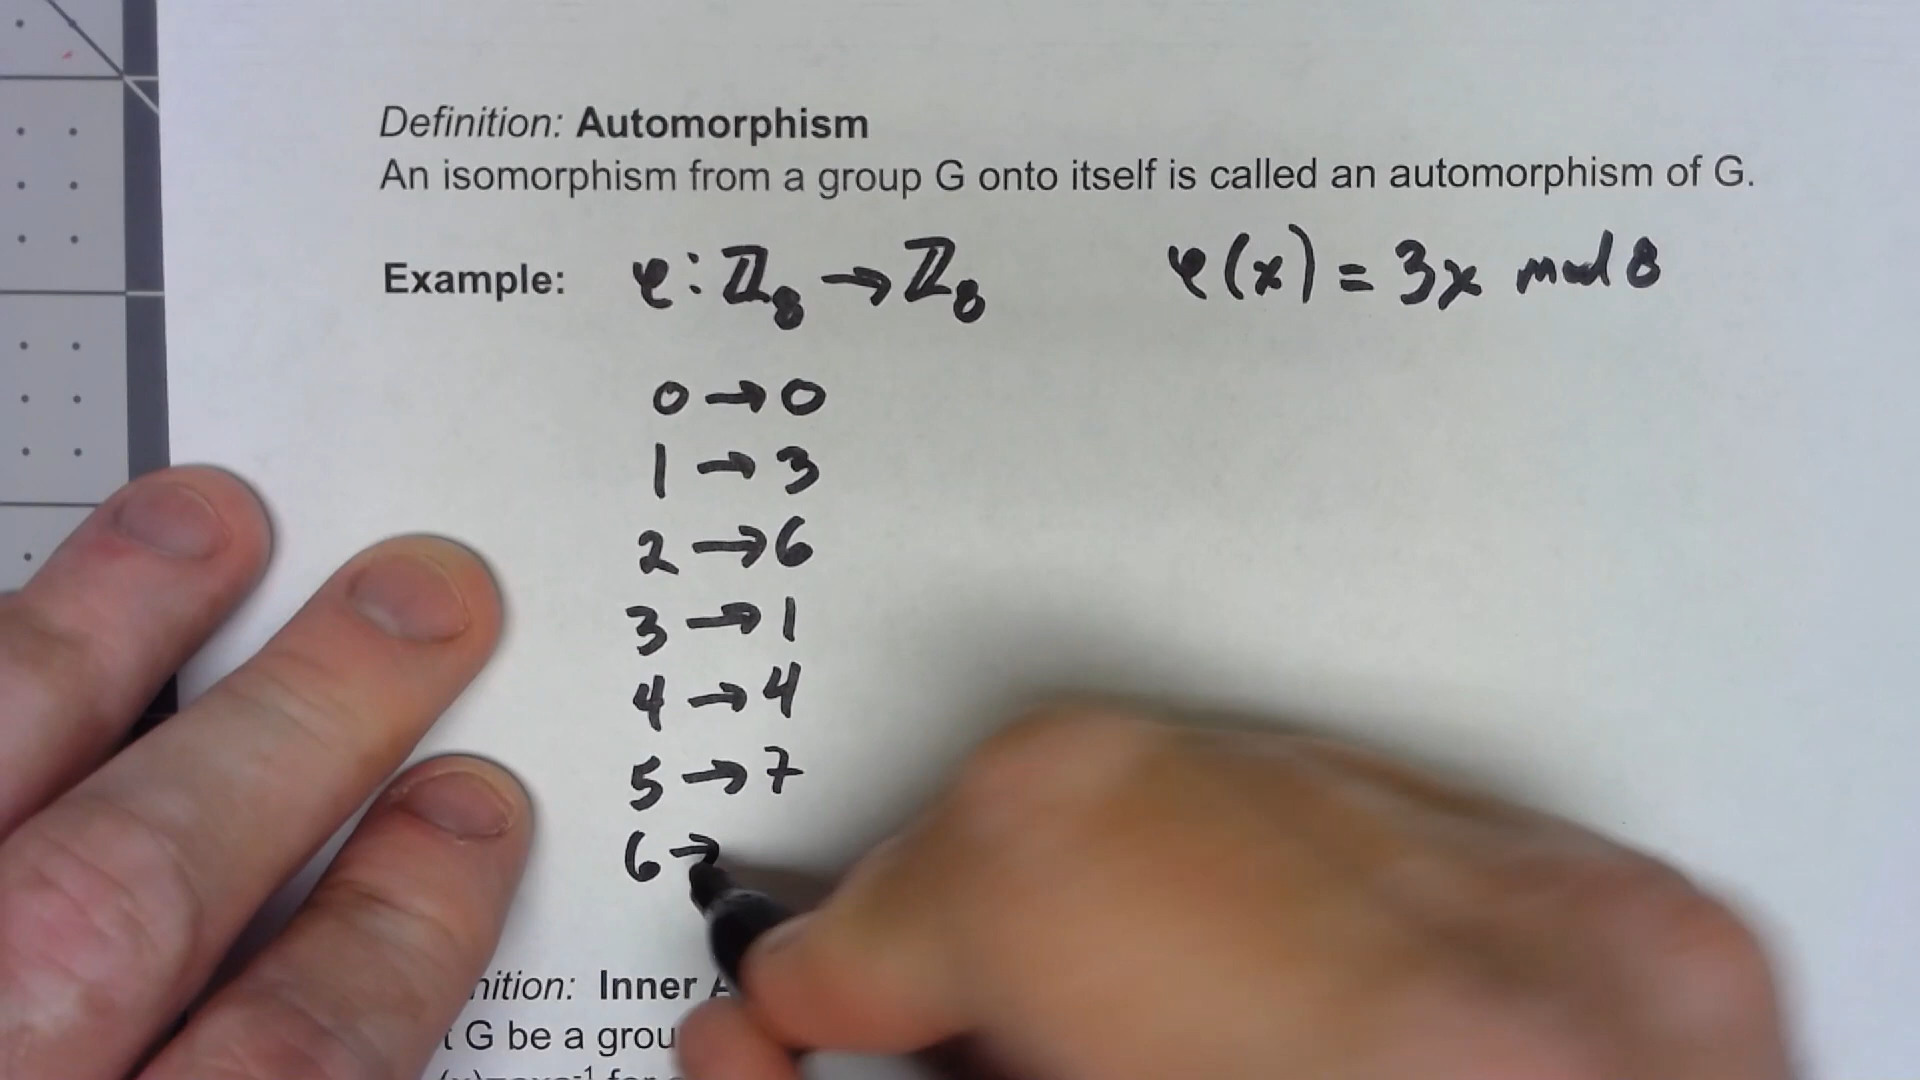 Definition: Automorphism
An isomorphism from a group G onto itself is called an automorphism of G.
Example: φ: ℤ₈ → ℤ₈ φ(x) = 3x mod 8
0 → 0
1 → 3
2 → 6
3 → 1
4 → 4
5 → 7
6 →
nition: Inner A
t G be a grou